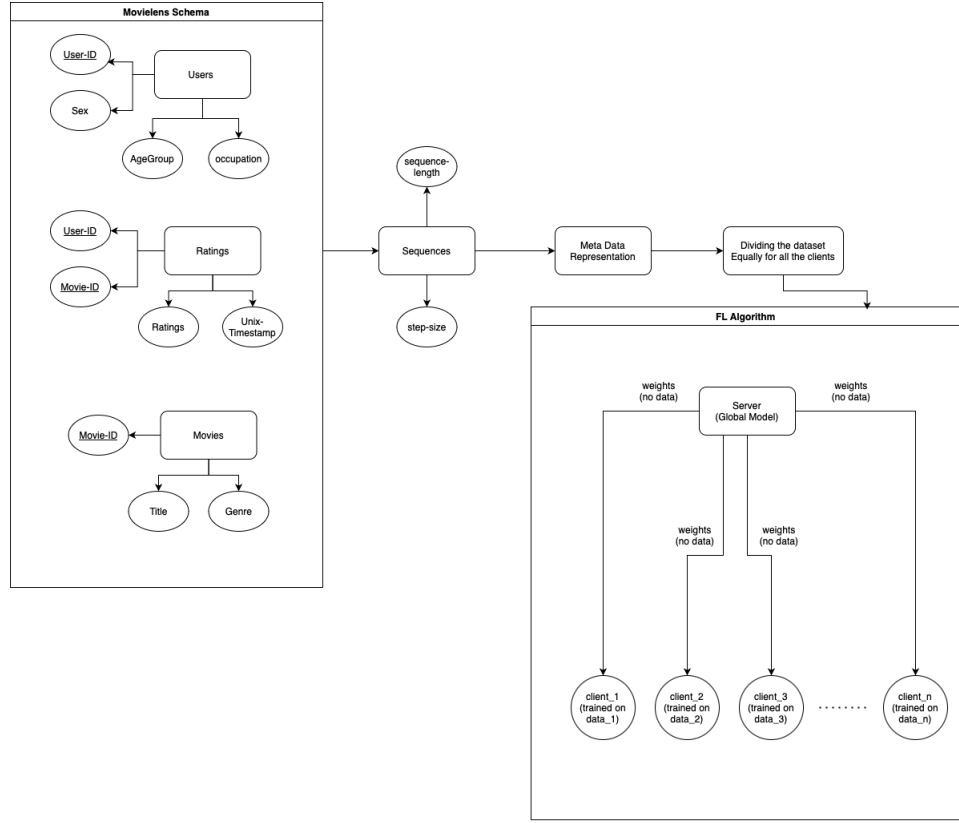 Movielens Schema
User-ID
Users
Sex
AgeGroup
occupation
User-ID
Ratings
Movie-ID
Ratings
Unix-
Timestamp
Movie-ID
Movies
Title
Genre
sequence-
length
Sequences
step-size
Meta Data
Representation
Dividing the dataset
Equally for all the clients
FL Algorithm
weights
(no data)
Server
(Global Model)
weights
(no data)
weights
(no data)
weights
(no data)
client_1
(trained on
data_1)
client_2
(trained on
data_2)
client_3
(trained on
data_3)
........
client_n
(trained on
data_n)